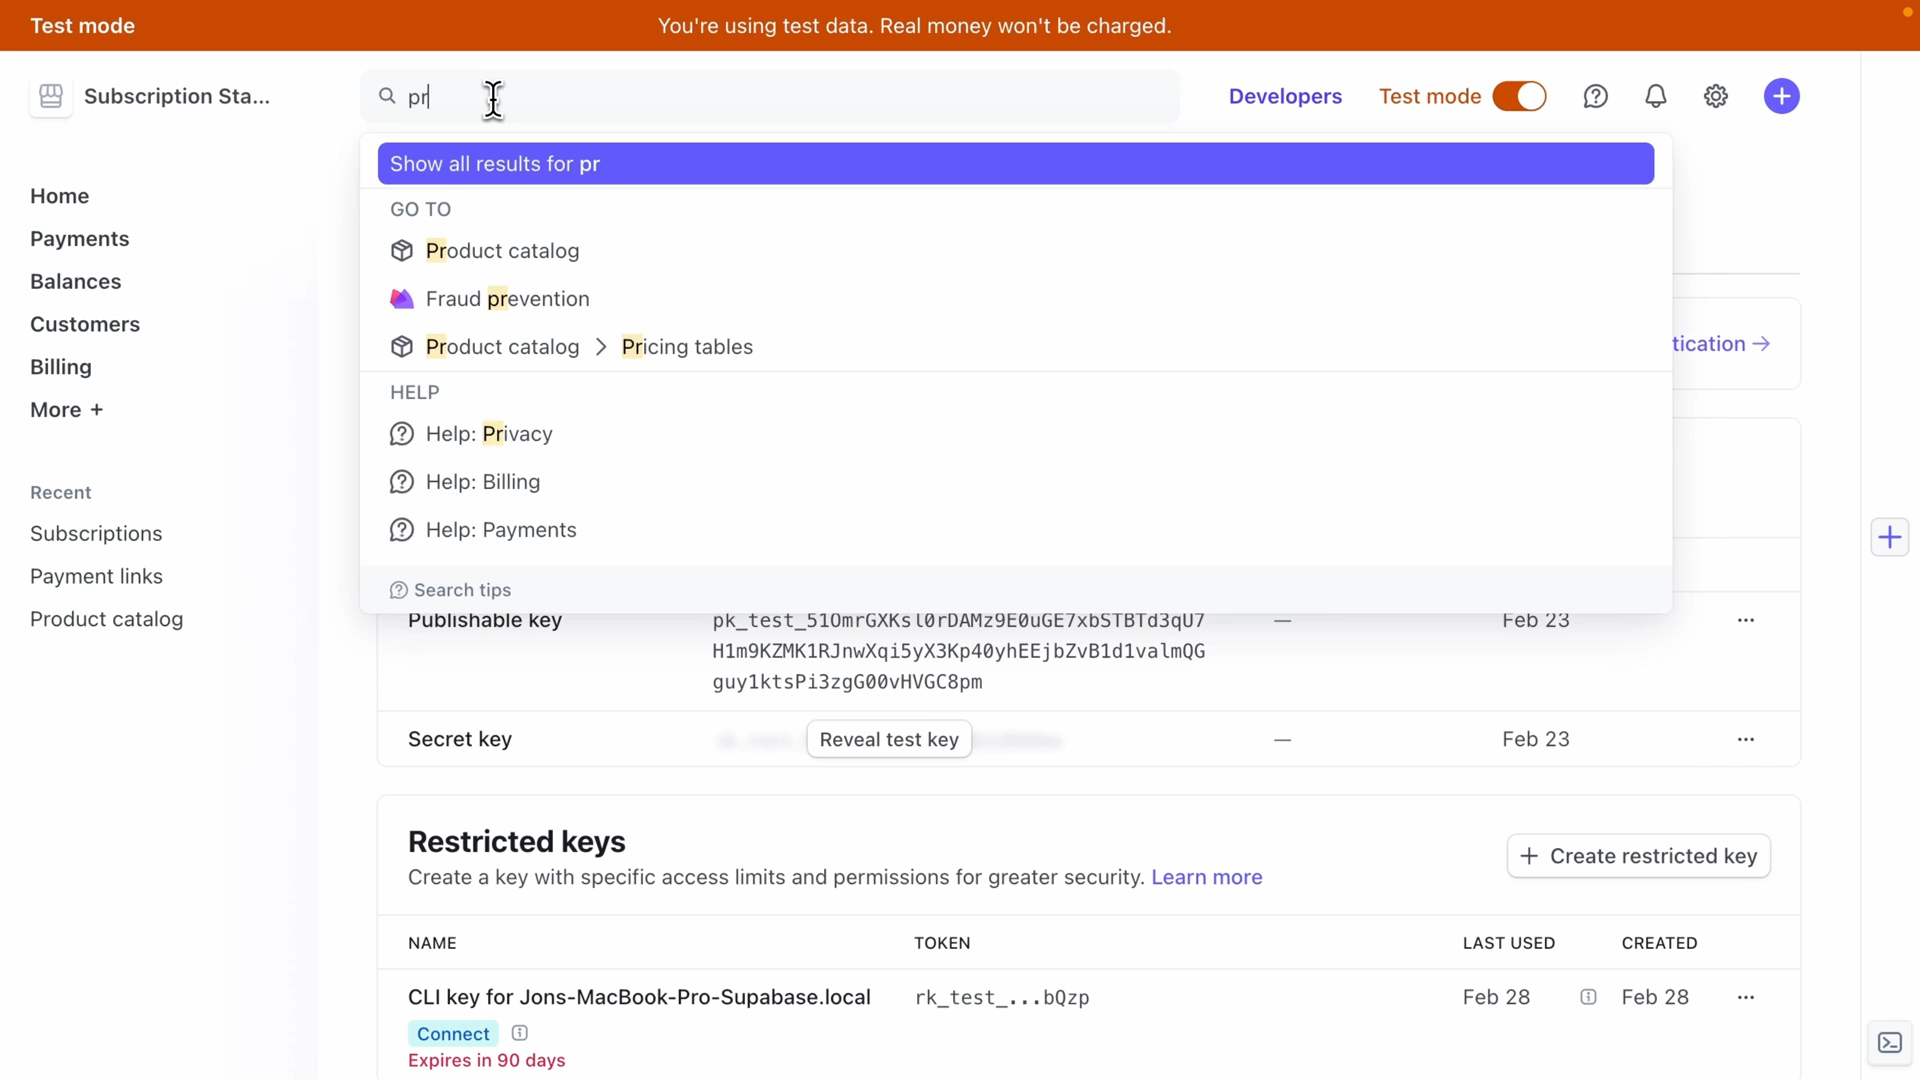 Test mode
You're using test data. Real money won't be charged.
Subscription Sta...
pr
Developers
Test mode
Show all results for pr
GO TO
Product catalog
Fraud prevention
Product catalog > Pricing tables
HELP
Help: Privacy
Help: Billing
Help: Payments
Search tips
Home
Payments
Balances
Customers
Billing
More +
Recent
Subscriptions
Payment links
Product catalog
tication →
Publishable key
pk_test_51OmrGXKsl0rDAMz9E0uGE7xbSTBTd3qU7
H1m9KZMK1RJnwXqi5yX3Kp40yhEEjbZvB1d1valmQG
guy1ktsPi3zgG00vHVGC8pm
—
Feb 23
Secret key
Reveal test key
—
Feb 23
Restricted keys
Create a key with specific access limits and permissions for greater security. Learn more
+ Create restricted key
NAME
TOKEN
LAST USED
CREATED
CLI key for Jons-MacBook-Pro-Supabase.local
rk_test_...bQzp
Feb 28
Feb 28
Connect
Expires in 90 days